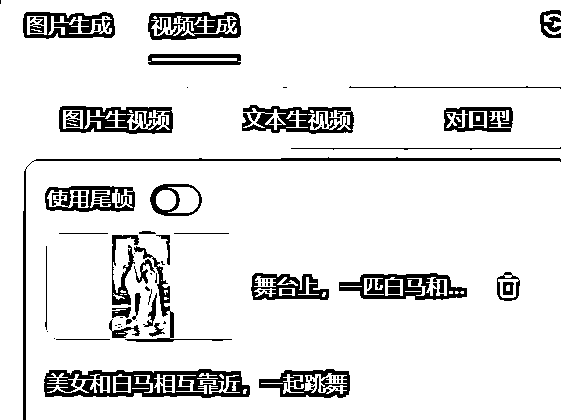 图片生成 视频生成
图片生视频 文本生视频 对口型
使用尾帧
舞台上，一匹白马和...
美女和白马相互靠近，一起跳舞